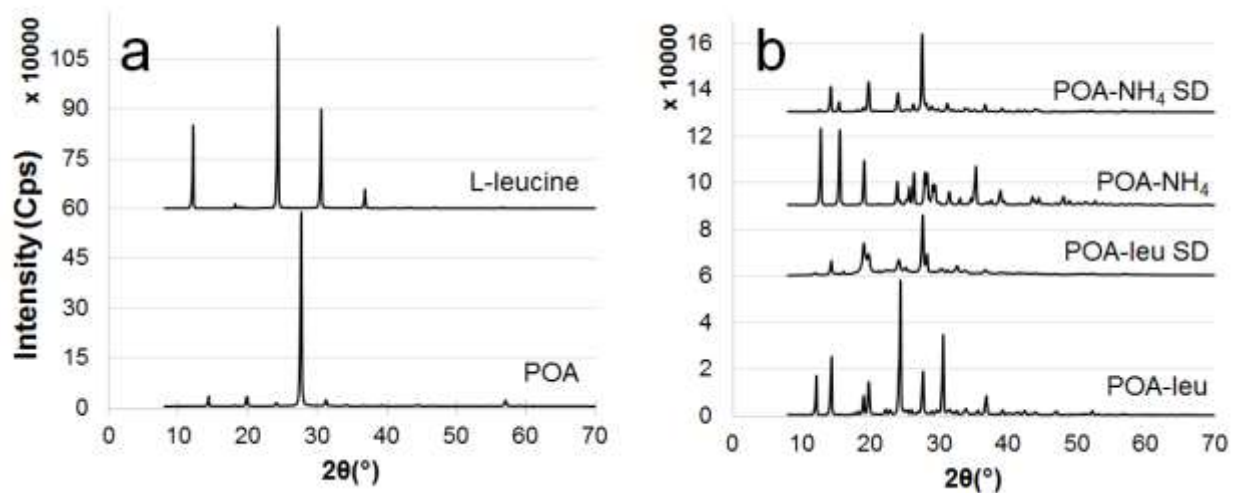 a
x 10000
Intensity (Cps)
105
90
75
60
45
30
15
0
L-leucine
POA
0 10 20 30 40 50 60 70
2θ(°)
b
x 10000
16
14
12
10
8
6
4
2
0
POA-NH₄ SD
POA-NH₄
POA-leu SD
POA-leu
0 10 20 30 40 50 60 70
2θ(°)